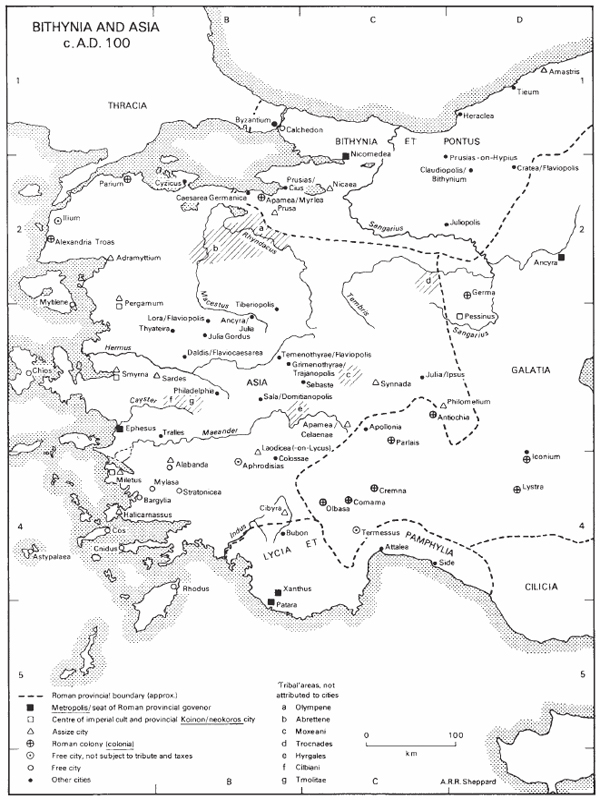 BITHYNIA AND ASIA
c. A.D. 100
B
C
D
1
1
THRACIA
Amastris
Tieum
Heraclea
Byzantium
Calchedon
BITHYNIA ET PONTUS
Nicomedea
Prusias-on-Hypius
Claudiopolis/
Bithynium
Cratea/Flaviopolis
Parium
Cyzicus
Prusias/
Cius
Nicaea
Caesarea Germanica
Apamea/Myrlea
Prusa
Ilium
2
2
Alexandria Troas
a
b
Rhyndacus
Sangarius
Juliopolis
Adramyttium
Ancyra
d
Germa
Mytilene
Pergamum
Macestus
Tiberiopolis
Tembris
Pessinus
Lora/Flaviopolis
Ancyra/
Julia
Thyateira
Julia Gordus
Sangarius
Hermus
Daldis/Flaviocaesarea
Temenothyrae/Flaviopolis
Grimenothyrae/
Trajanopolis
Chios
Smyrna
Sardes
c
Sebaste
Synnada
Julia/Ipsus
GALATIA
Philadelphia
ASIA
Cayster
f
g
Sala/Domitianopolis
e
Philomelium
Antiochia
Ephesus
Tralles
Maeander
Apamea/
Celaenae
Apollonia
Parlais
Laodicea(-on-Lycus)
Colossae
Iconium
Alabanda
Aphrodisias
Miletus
Mylasa
Stratonicea
Bargylia
Cremna
Lystra
Comama
Olbasa
Cibyra
Halicarnassus
4
4
Cos
Indus
Bubon
Termessus
Cnidus
Astypalaea
LYCIA ET PAMPHYLIA
Attalea
Side
Rhodus
Xanthus
Patara
CILICIA
5
5
Roman provincial boundary (approx.)
Metropolis/seat of Roman provincial govenor
Centre of imperial cult and provincial Koinon/neokoros city
Assize city
Roman colony (colonia)
Free city, not subject to tribute and taxes
Free city
Other cities
'Tribal' areas, not
attributed to cities
a Olympene
b Abrettene
c Moxeani
d Trocnades
e Hyrgales
f Cilbiani
g Tmolitae
0
100
km
B
C
A.R.R. Sheppard